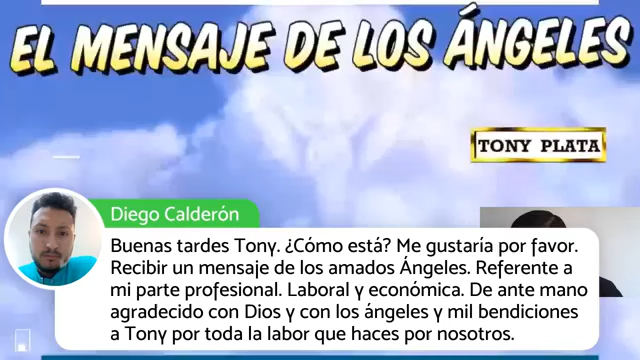 EL MENSAJE DE LOS ÁNGELES
TONY PLATA
Diego Calderón
Buenas tardes Tony. ¿Cómo está? Me gustaría por favor.
Recibir un mensaje de los amados Ángeles. Referente a
mi parte profesional. Laboral y económica. De ante mano
agradecido con Dios y con los ángeles y mil bendiciones
a Tony por toda la labor que haces por nosotros.